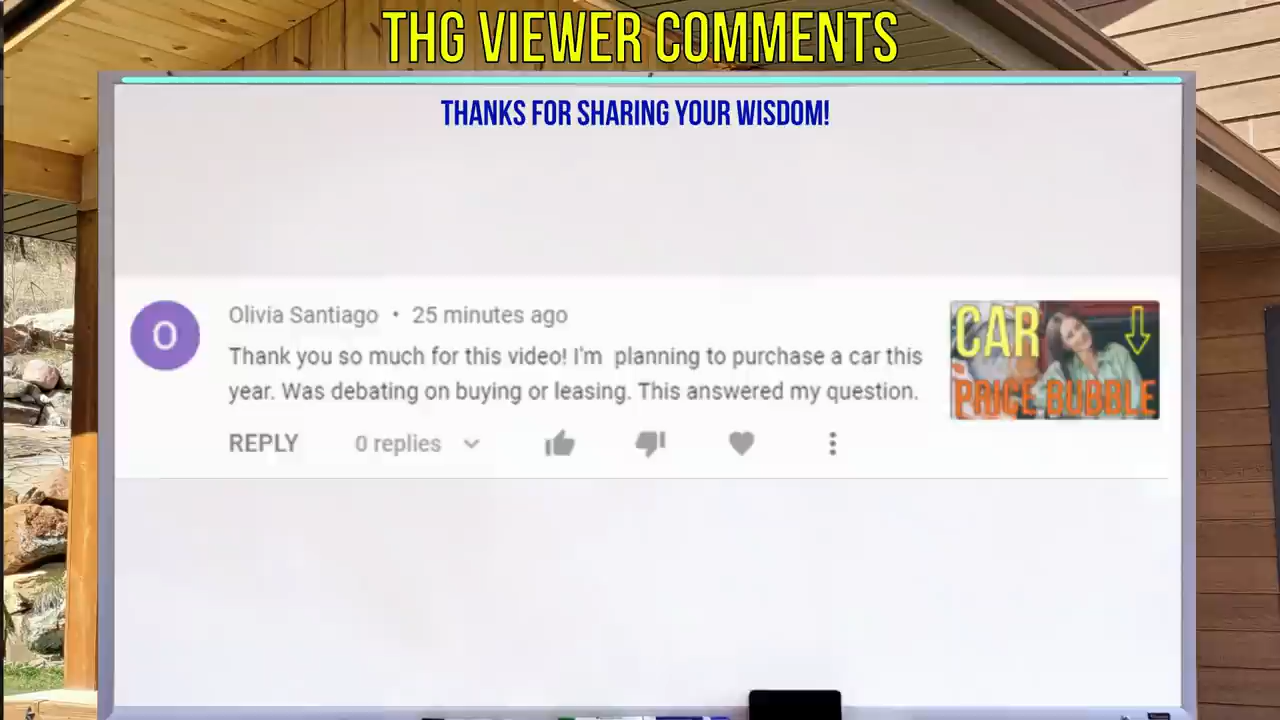 THG VIEWER COMMENTS
THANKS FOR SHARING YOUR WISDOM!
O
Olivia Santiago • 25 minutes ago
Thank you so much for this video! I'm  planning to purchase a car this
year. Was debating on buying or leasing. This answered my question.
REPLY 0 replies
CAR
PRICE BUBBLE